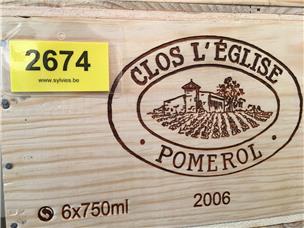 2674
www.sylvies.be
CLOS L'ÉGLISE
· POMEROL ·
6x750ml
2006